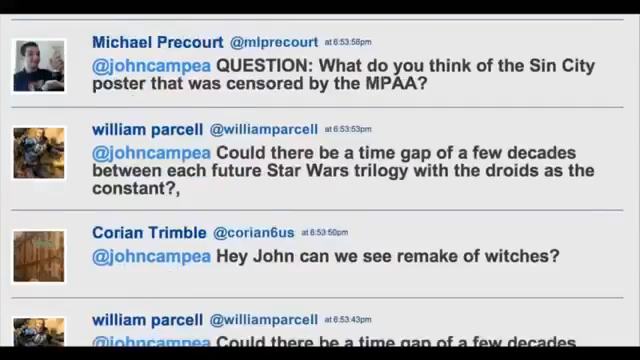 Michael Precourt @mlprecourt at 6:53:56pm
@johncampea QUESTION: What do you think of the Sin City
poster that was censored by the MPAA?
william parcell @williamparcell at 6:53:53pm
@johncampea Could there be a time gap of a few decades
between each future Star Wars trilogy with the droids as the
constant?,
Corian Trimble @corian6us at 6:53:50pm
@johncampea Hey John can we see remake of witches?
william parcell @williamparcell at 6:53:43pm
@johncampea Could there be a time gap of a few decades